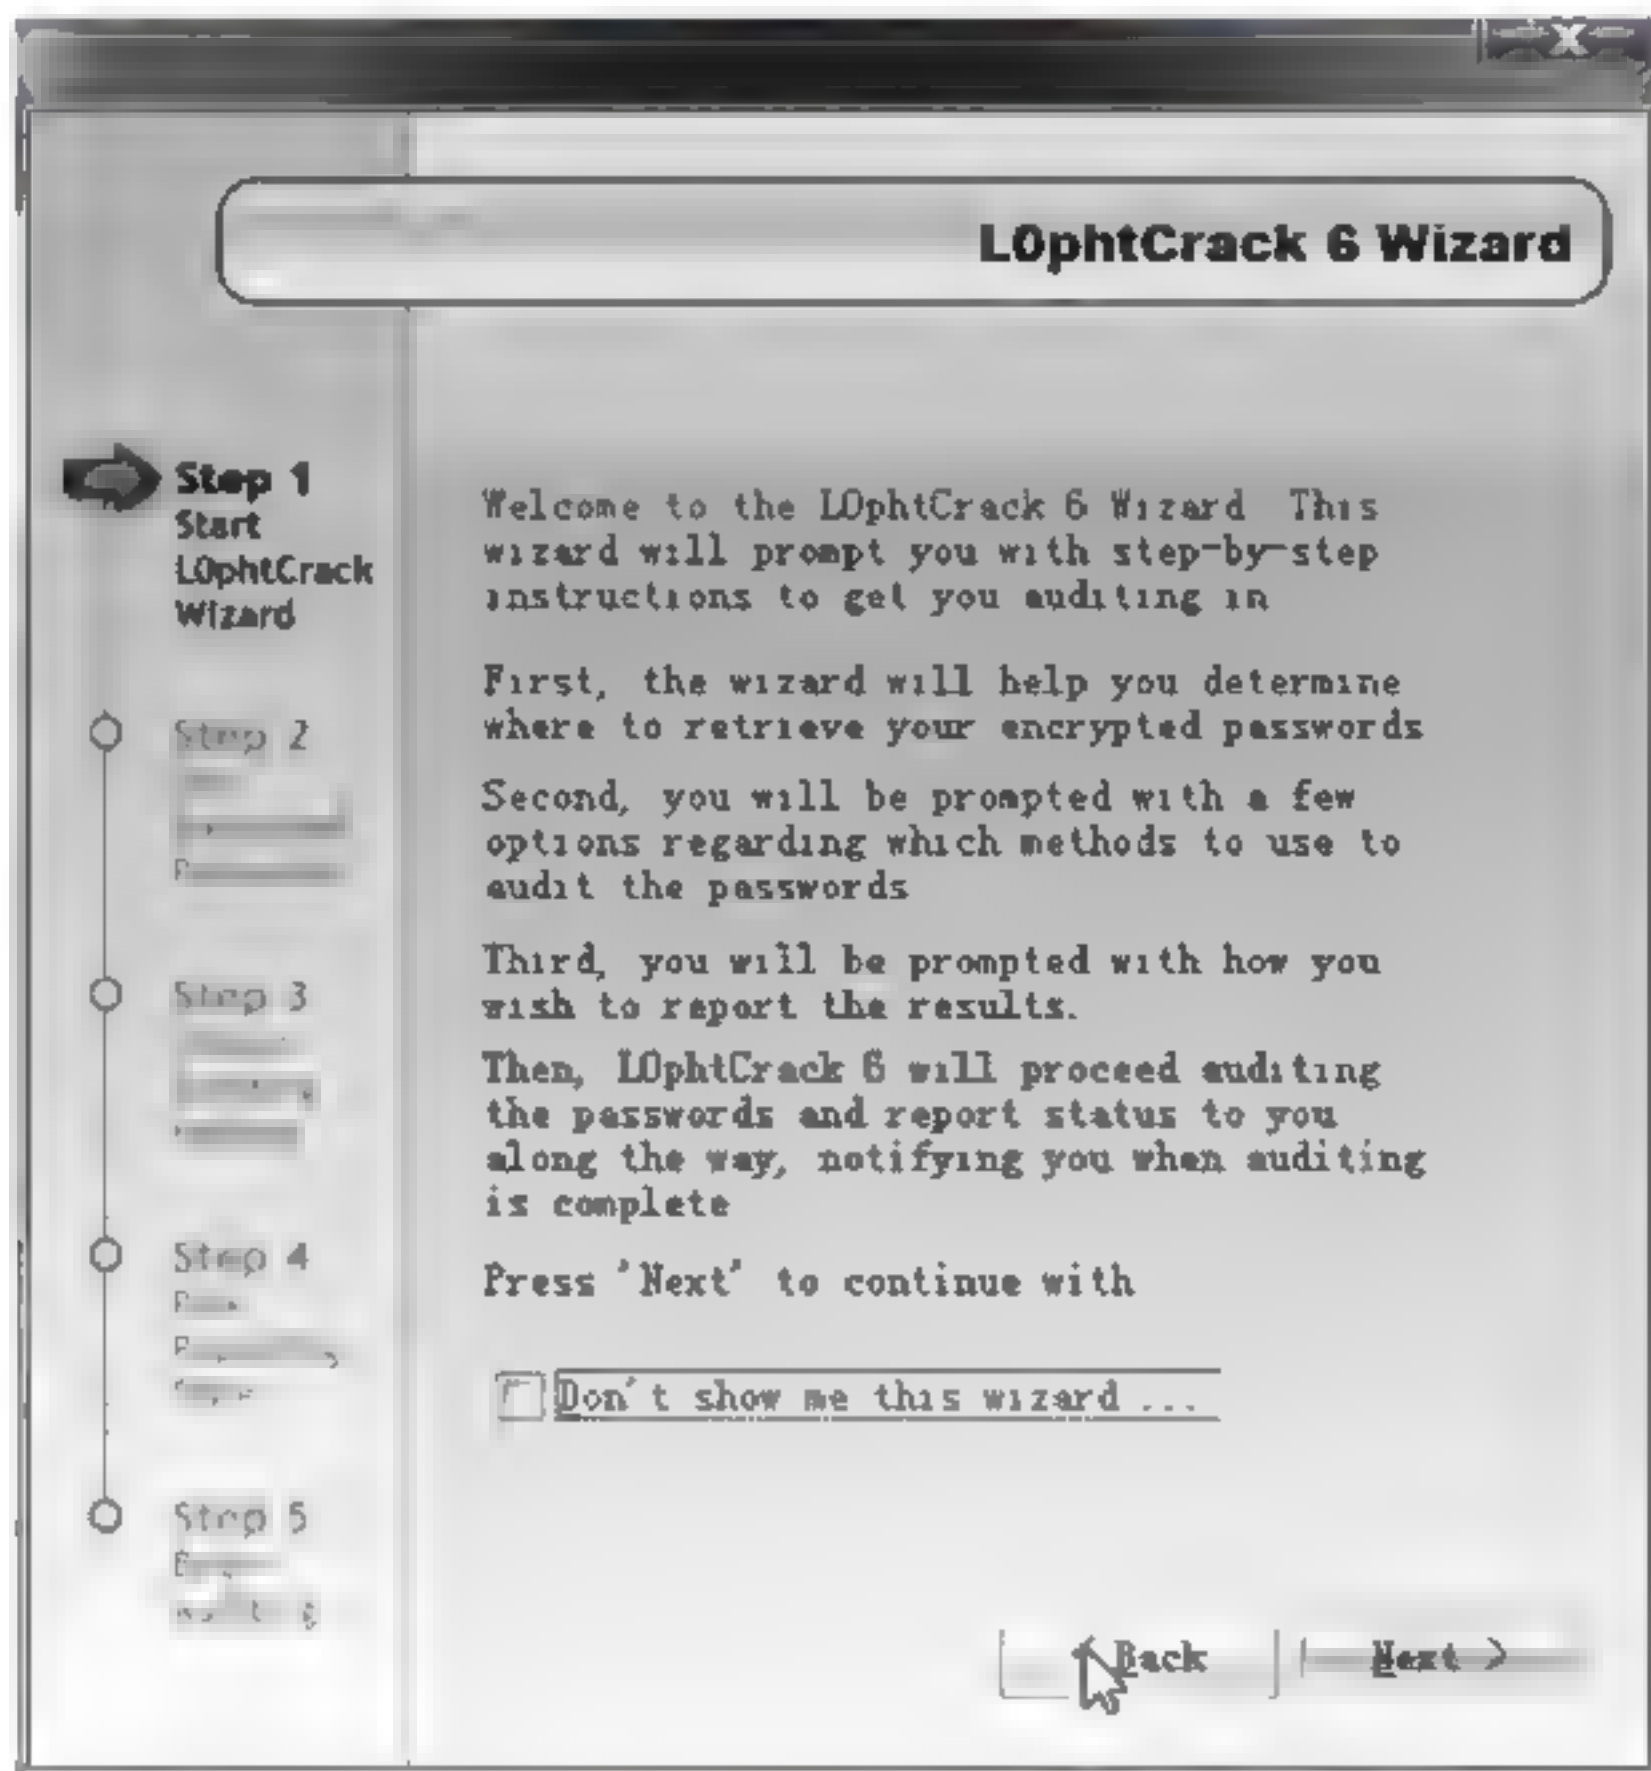 X
L0phtCrack 6 Wizard
Step 1
Start
L0phtCrack
Wizard
Step 2
Step 3
Step 4
Step 5
Welcome to the L0phtCrack 6 Wizard This
wizard will prompt you with step-by-step
instructions to get you auditing in
First, the wizard will help you determine
where to retrieve your encrypted passwords
Second, you will be prompted with a few
options regarding which methods to use to
audit the passwords
Third, you will be prompted with how you
wish to report the results.
Then, L0phtCrack 6 will proceed auditing
the passwords and report status to you
along the way, notifying you when auditing
is complete
Press 'Next' to continue with
Don't show me this wizard ...
Back
Next >